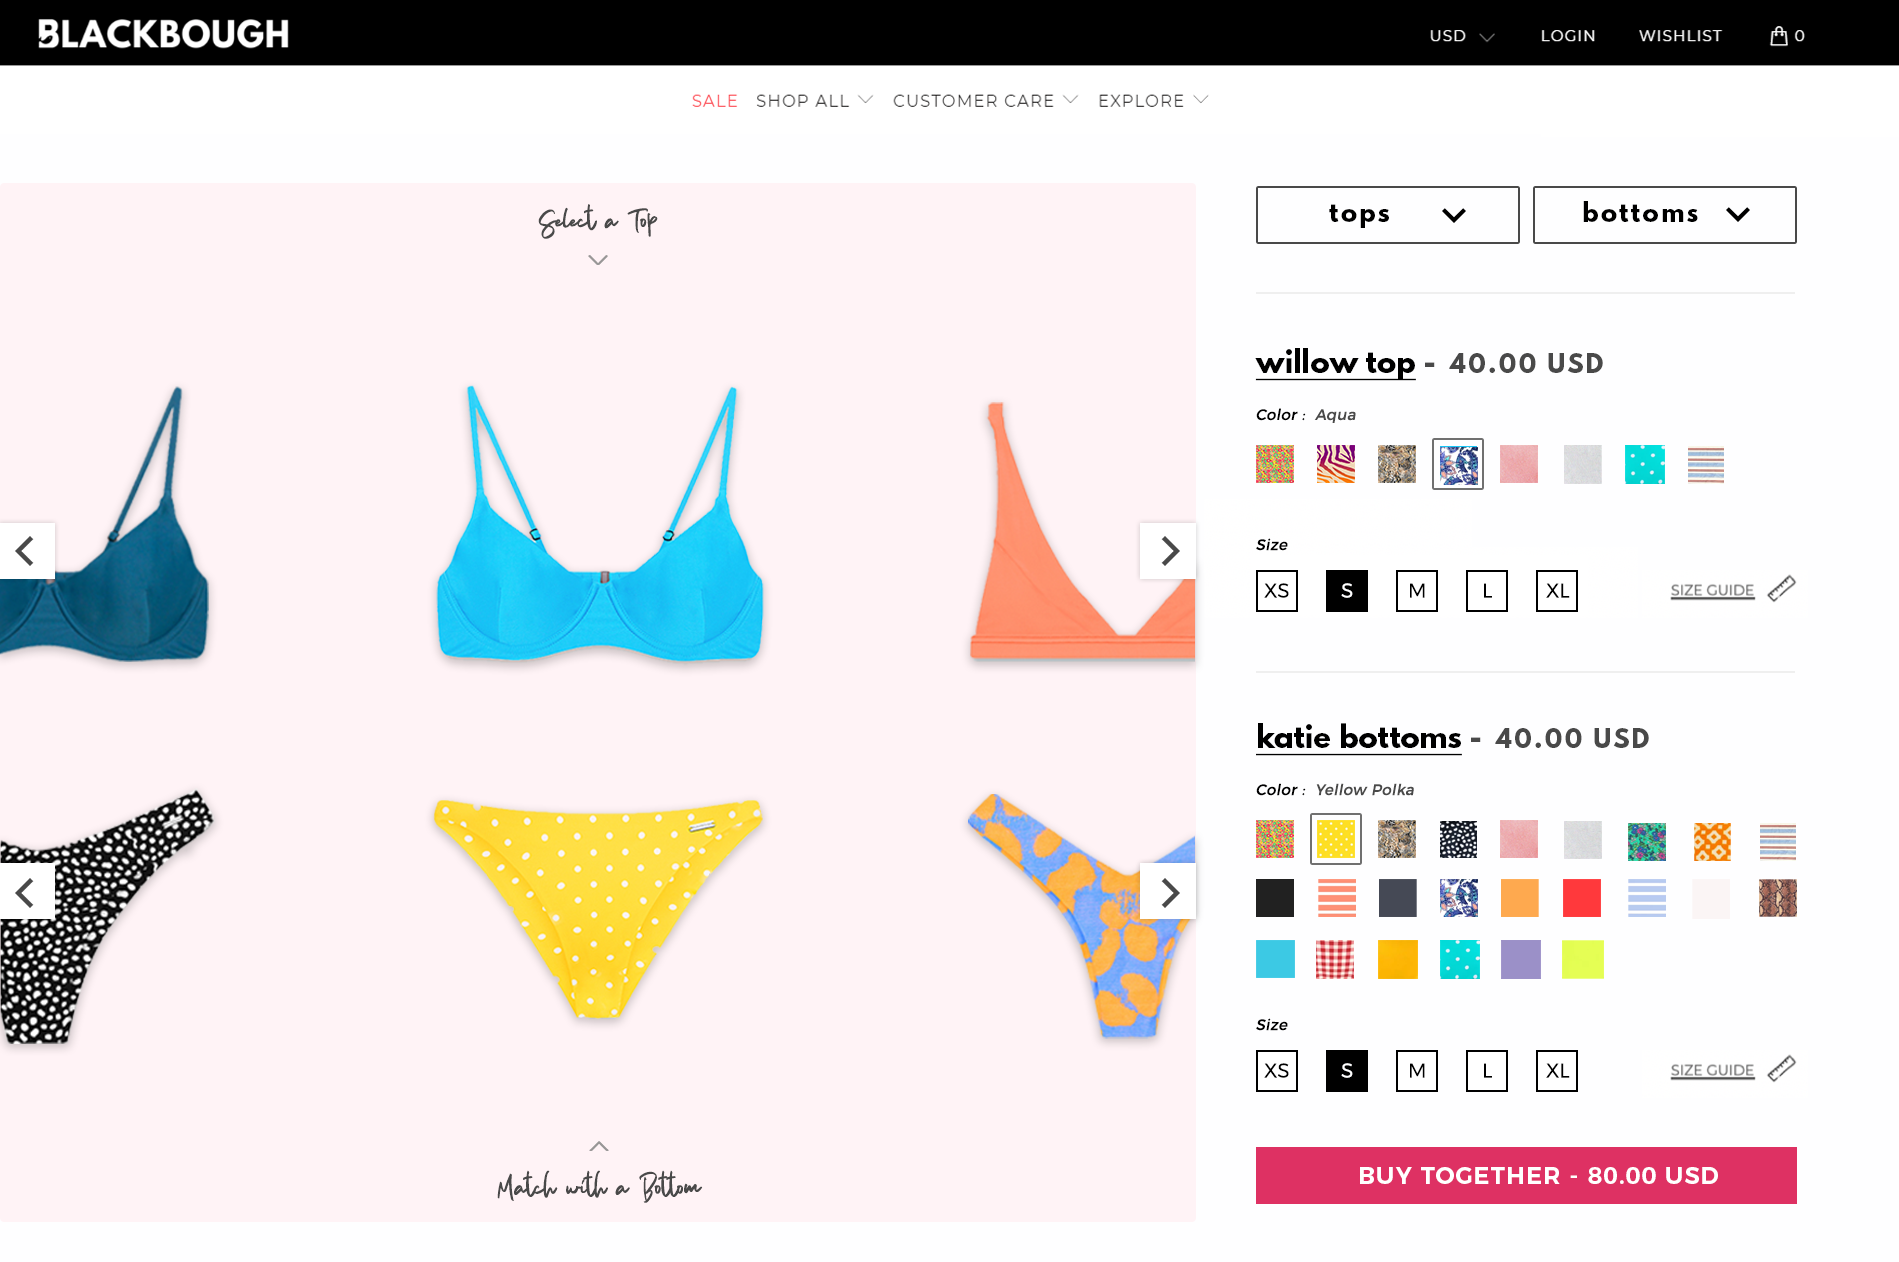 BLACKBOUGH
USD LOGIN WISHLIST 0
SALE SHOP ALL CUSTOMER CARE EXPLORE
Select a Top
tops bottoms
willow top - 40.00 USD
Color : Aqua
Size
XS S M L XL SIZE GUIDE
katie bottoms - 40.00 USD
Color : Yellow Polka
Size
XS S M L XL SIZE GUIDE
Match with a Bottom
BUY TOGETHER - 80.00 USD